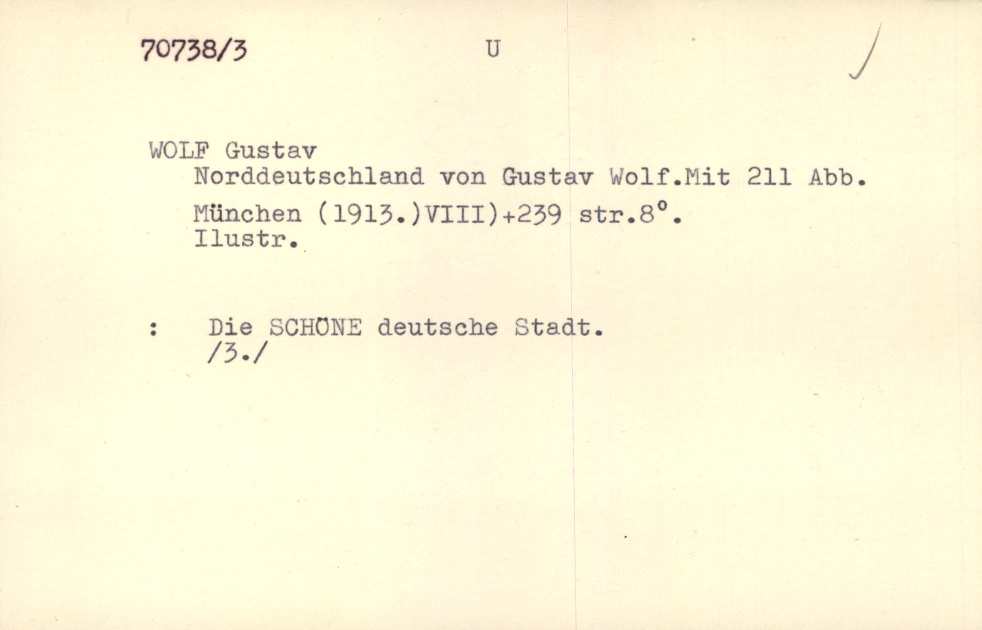 70738/3 U
WOLF Gustav
Norddeutschland von Gustav Wolf.Mit 211 Abb.
München (1913.)VIII)+239 str.8°.
Ilustr.
: Die SCHÖNE deutsche Stadt.
/3./